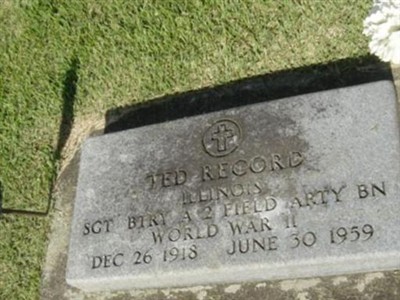 TED RECORD
ILLINOIS
SGT BTRY A 2 FIELD ARTY BN
WORLD WAR II
DEC 26 1918 JUNE 30 1959